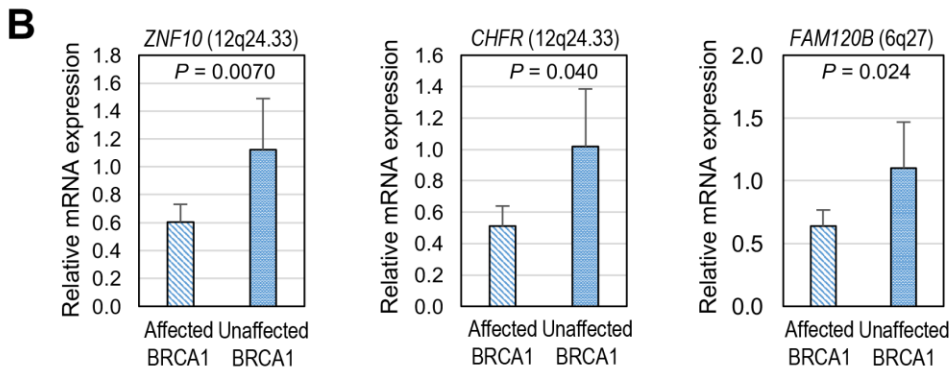 B
ZNF10 (12q24.33)
Relative mRNA expression
1.8
1.6
1.4
1.2
1.0
0.8
0.6
0.4
0.2
0.0
P = 0.0070
Affected Unaffected
BRCA1 BRCA1
CHFR (12q24.33)
Relative mRNA expression
1.6
1.4
1.2
1.0
0.8
0.6
0.4
0.2
0.0
P = 0.040
Affected Unaffected
BRCA1 BRCA1
FAM120B (6q27)
Relative mRNA expression
2.0
1.5
1.0
0.5
0.0
P = 0.024
Affected Unaffected
BRCA1 BRCA1